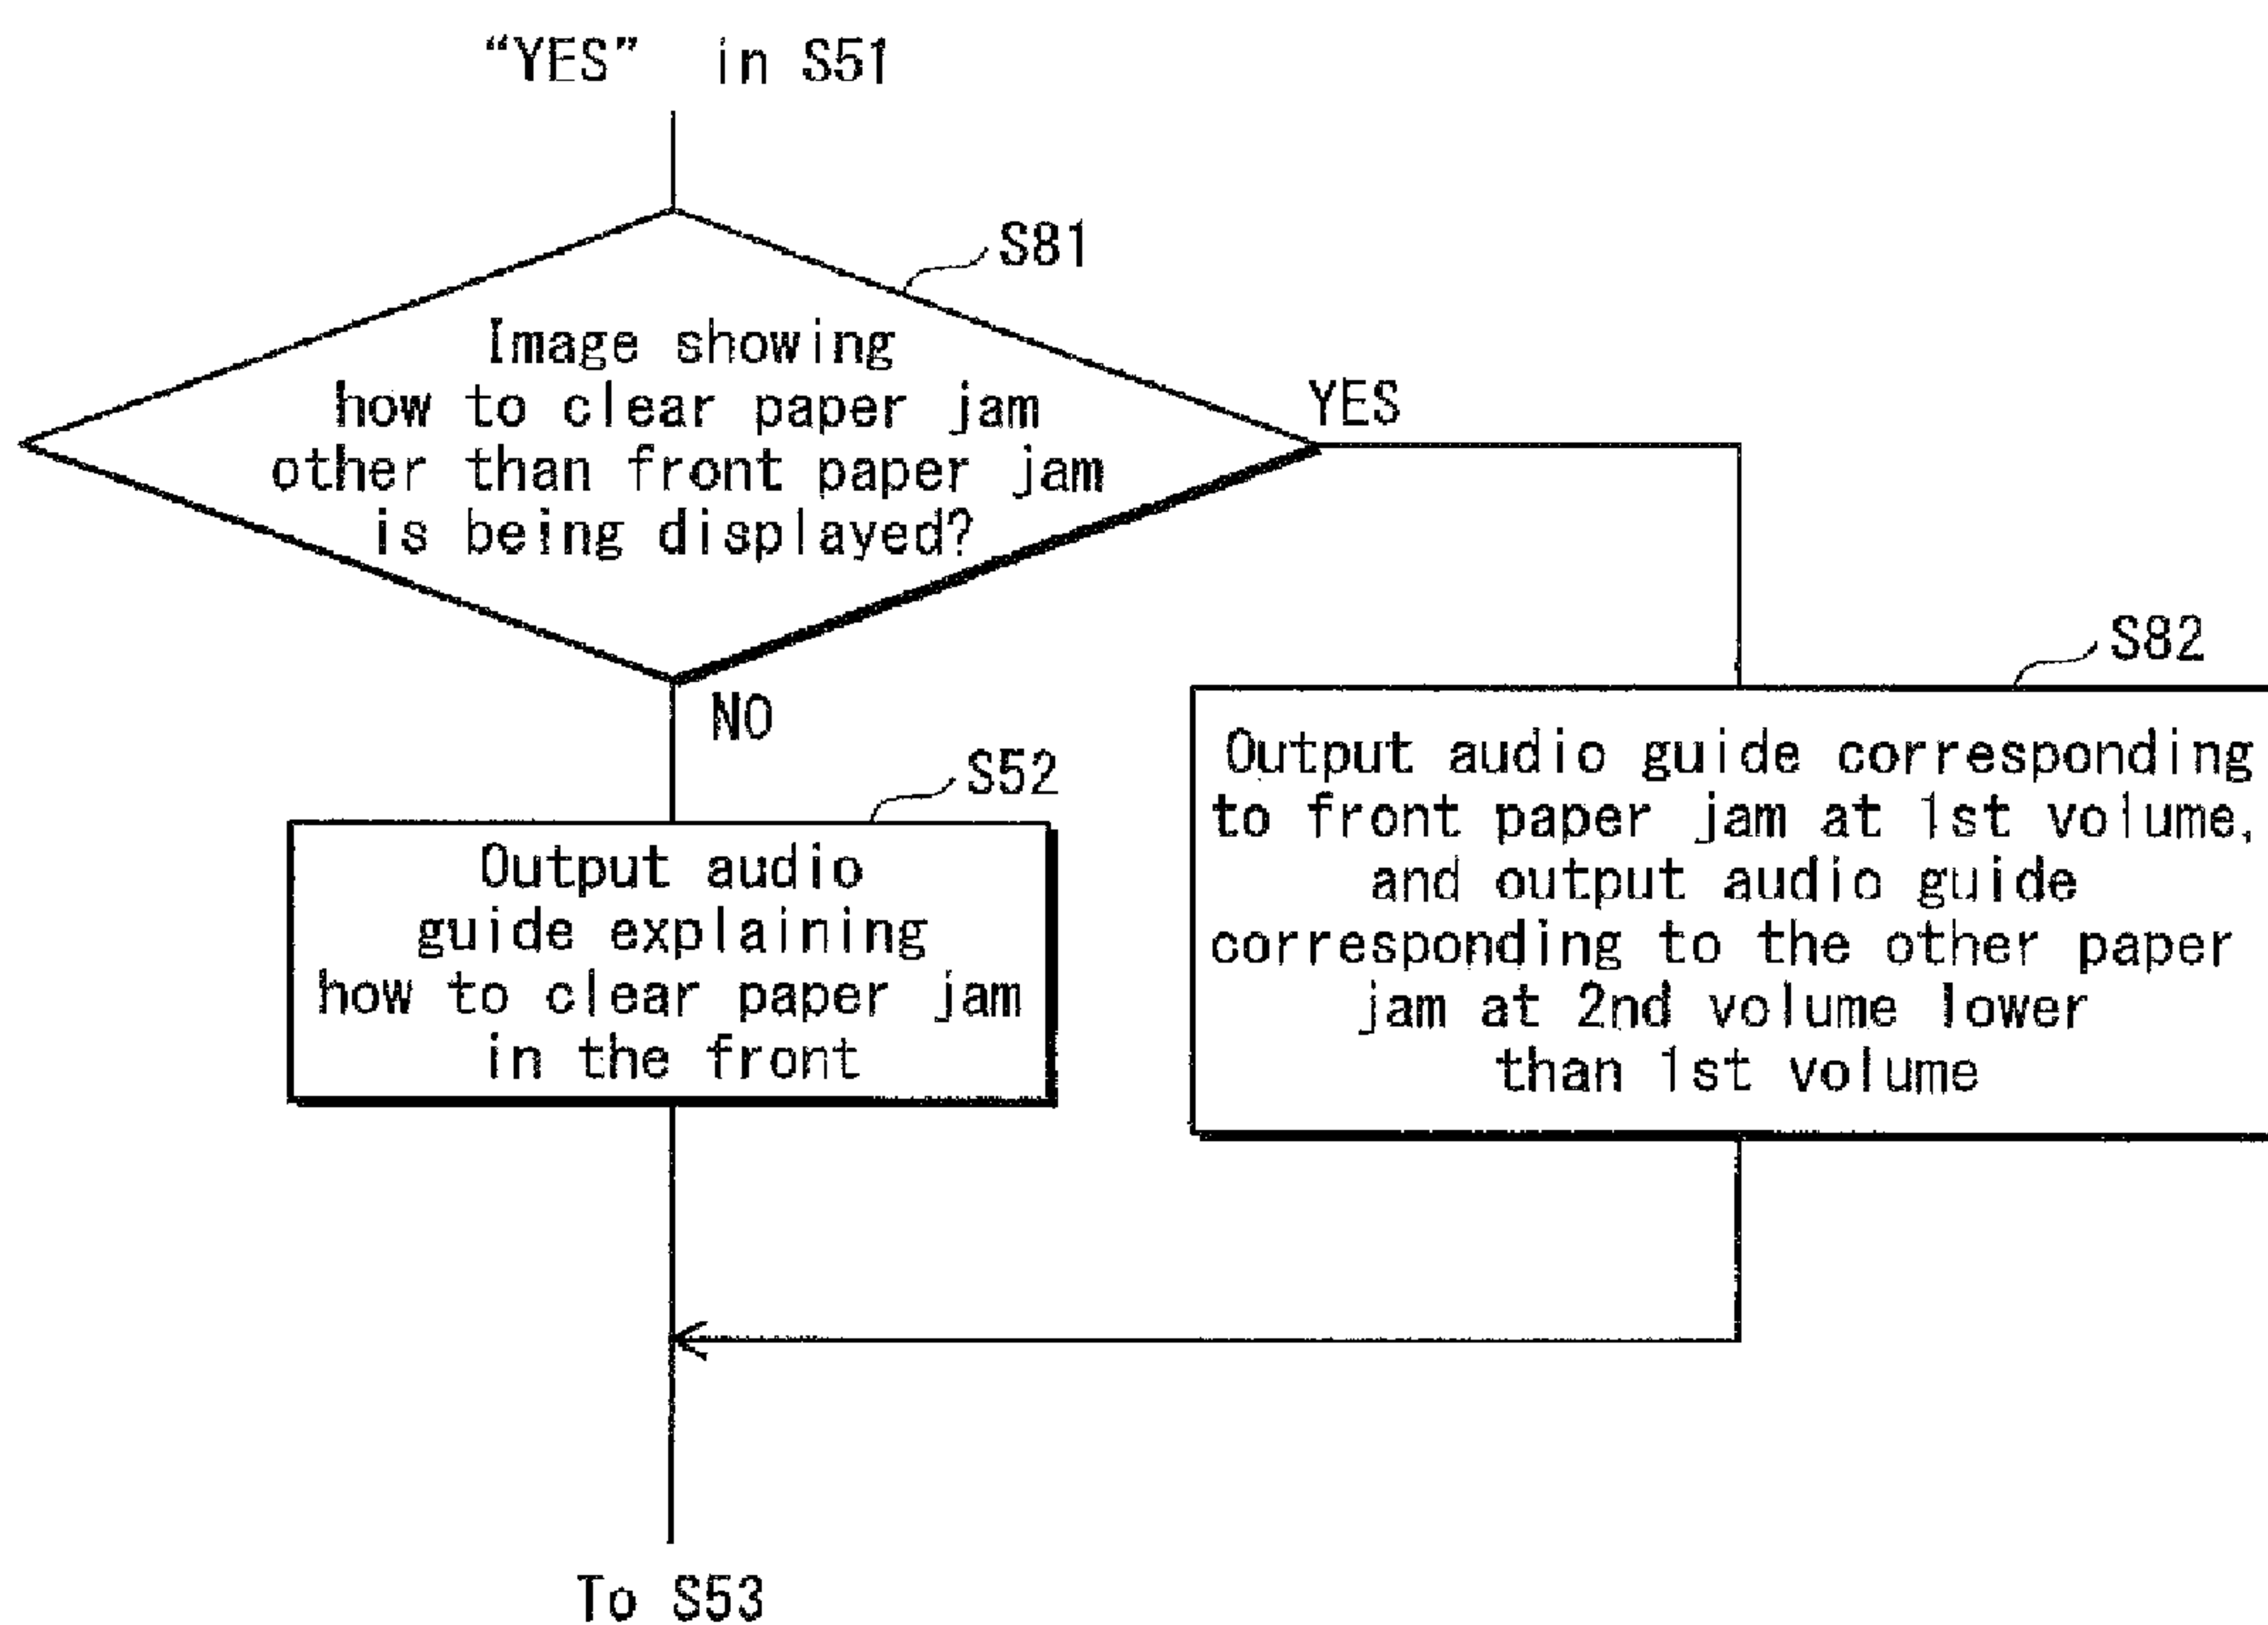 “YES” in S51
S81
Image showing
how to clear paper jam
other than front paper jam
is being displayed?
YES
NO
S52
Output audio
guide explaining
how to clear paper jam
in the front
S82
Output audio guide corresponding
to front paper jam at 1st volume,
and output audio guide
corresponding to the other paper
jam at 2nd volume lower
than 1st volume
To S53